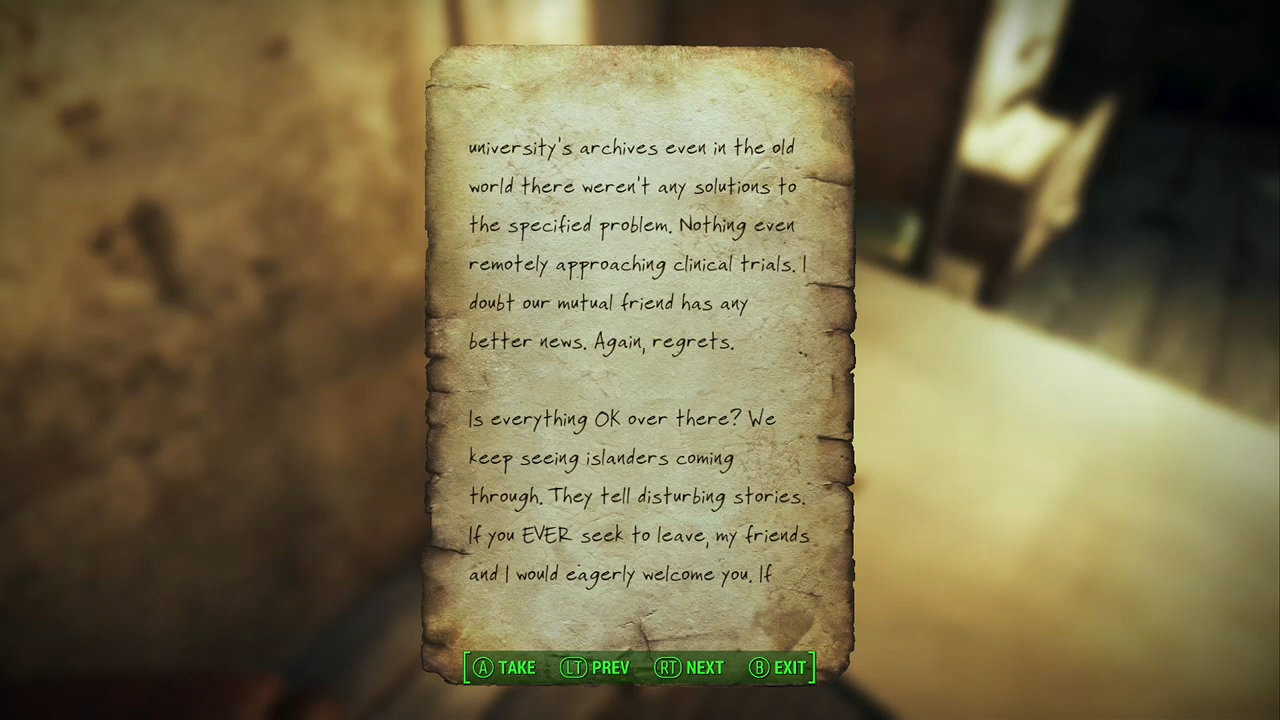 university's archives even in the old
world there weren't any solutions to
the specified problem. Nothing even
remotely approaching clinical trials. I
doubt our mutual friend has any
better news. Again, regrets.
Is everything OK over there? We
keep seeing islanders coming
through. They tell disturbing stories.
If you EVER seek to leave, my friends
and I would eagerly welcome you. If
A TAKE LT PREV RT NEXT B EXIT